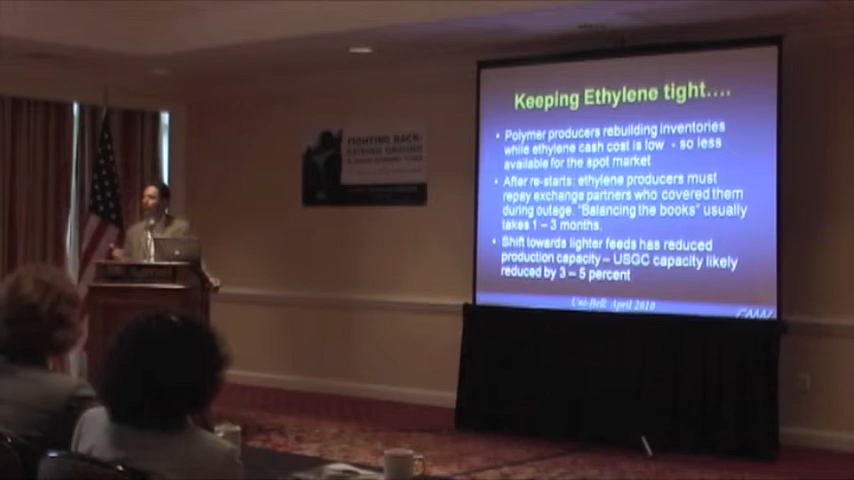 Keeping Ethylene tight....
• Polymer producers rebuilding inventories
while ethylene cash cost is low - so less
available for the spot market
• After re-starts, ethylene producers must
repay exchange partners who covered them
during outage. "Balancing the books" usually
takes 1 – 3 months.
• Shift towards lighter feeds has reduced
production capacity – USGC capacity likely
reduced by 3 – 5 percent
Uni-Bell April 2010
FIGHTING BACK:
GAINING GROUND